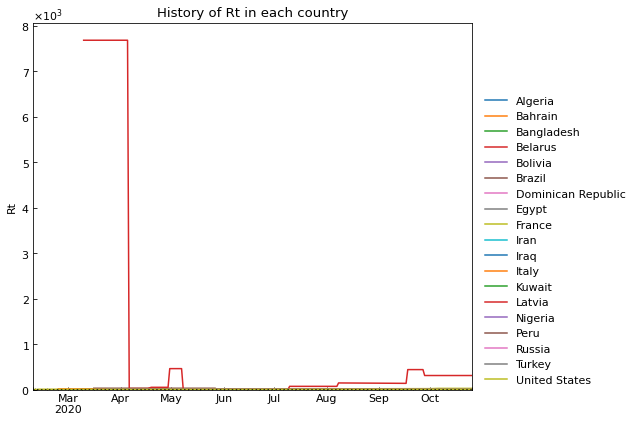 History of Rt in each country
×10³
8
7
6
5
4
3
2
1
0
Rt
Mar
2020
Apr
May
Jun
Jul
Aug
Sep
Oct
Algeria
Bahrain
Bangladesh
Belarus
Bolivia
Brazil
Dominican Republic
Egypt
France
Iran
Iraq
Italy
Kuwait
Latvia
Nigeria
Peru
Russia
Turkey
United States